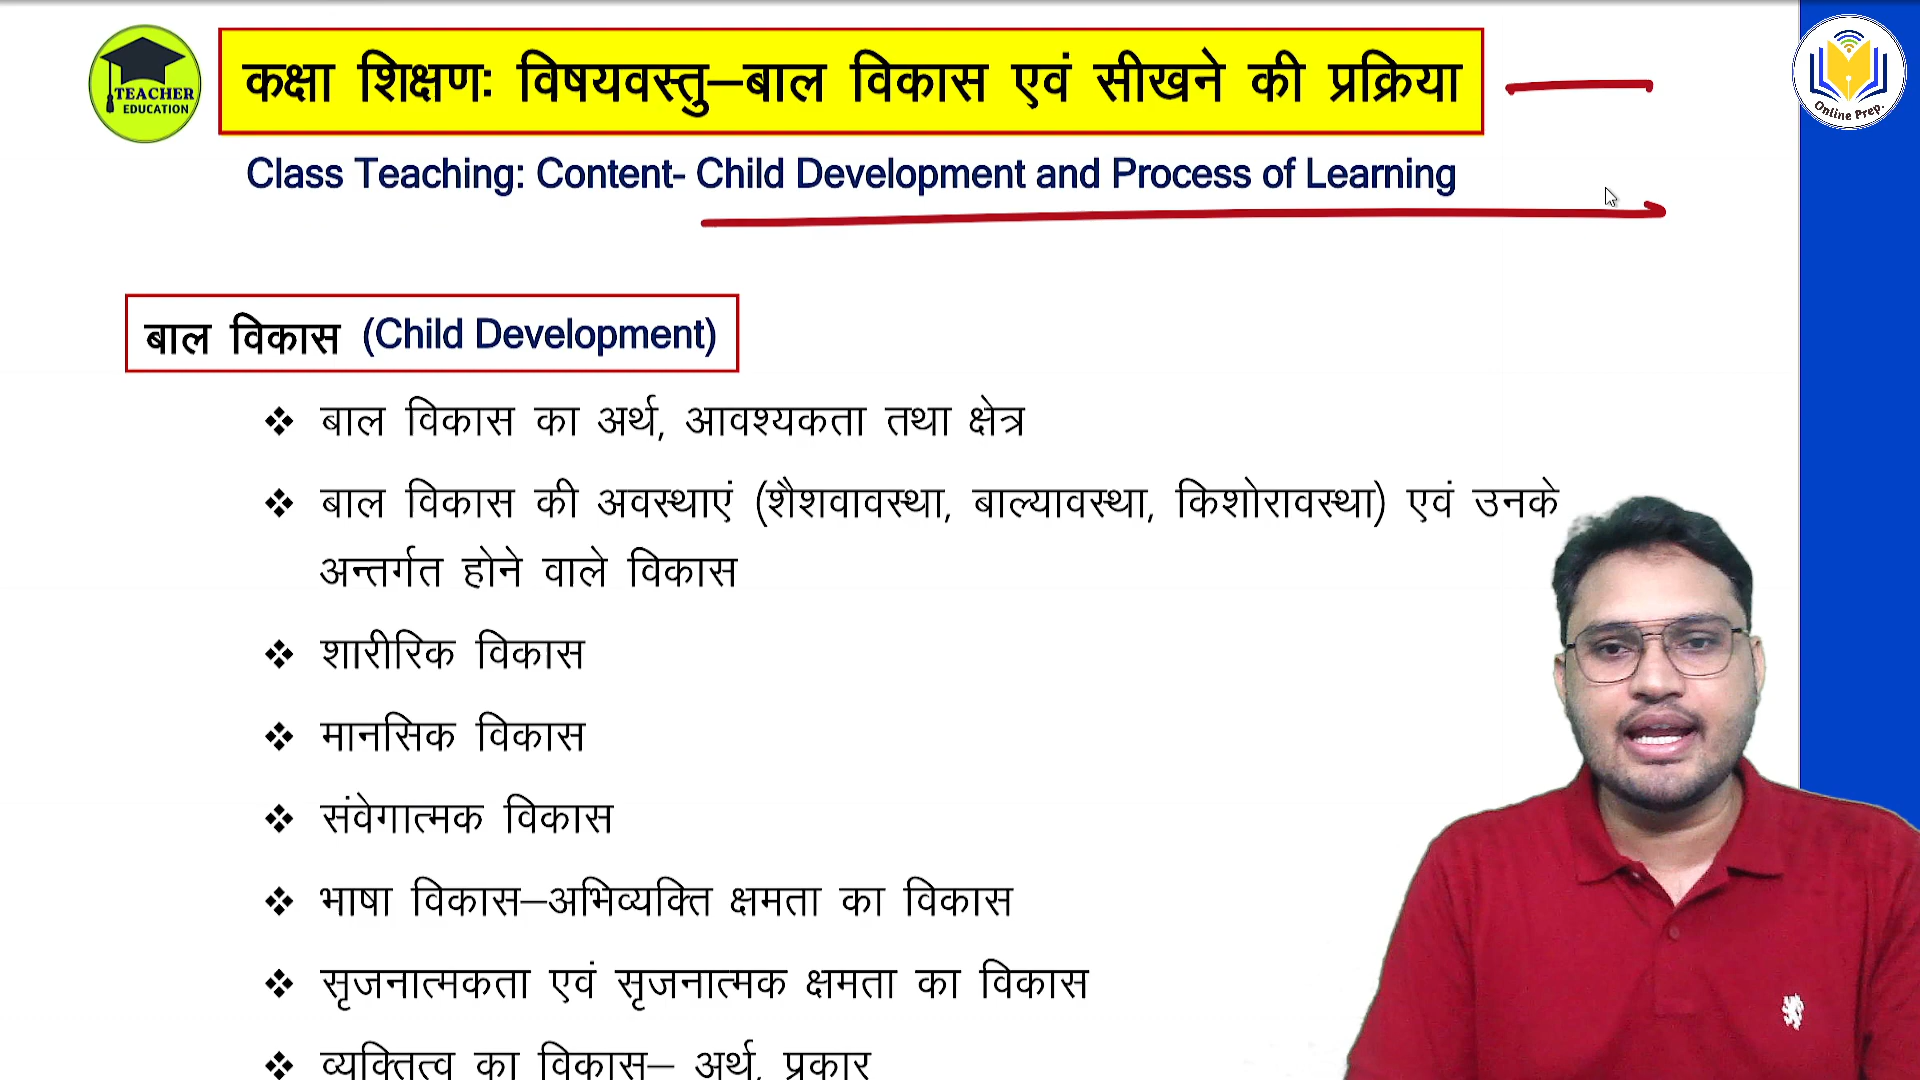 TEACHER
EDUCATION
कक्षा शिक्षण: विषयवस्तु–बाल विकास एवं सीखने की प्रक्रिया
Online Prep.
Class Teaching: Content- Child Development and Process of Learning
बाल विकास (Child Development)
❖ बाल विकास का अर्थ, आवश्यकता तथा क्षेत्र
❖ बाल विकास की अवस्थाएं (शैशवावस्था, बाल्यावस्था, किशोरावस्था) एवं उनके
अन्तर्गत होने वाले विकास
❖ शारीरिक विकास
❖ मानसिक विकास
❖ संवेगात्मक विकास
❖ भाषा विकास–अभिव्यक्ति क्षमता का विकास
❖ सृजनात्मकता एवं सृजनात्मक क्षमता का विकास
❖ व्यक्तित्व का विकास– अर्थ, प्रकार